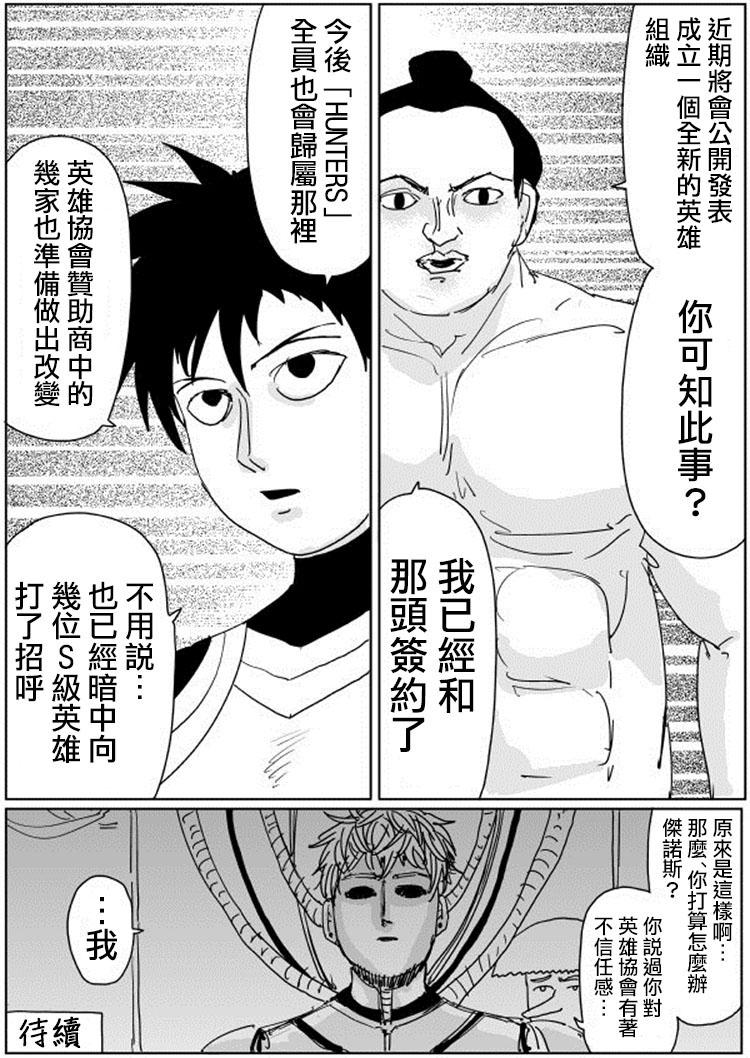 近期將會公開發表
成立一個全新的英雄
組織
你可知此事？
我已經和
那頭簽約了
今後「HUNTERS」
全員也會歸屬那裡
英雄協會贊助商中的
幾家也準備做出改變
不用說…
也已經暗中向
幾位S級英雄
打了招呼
原來是這樣啊…
那麼、你打算怎麼辦
傑諾斯？
你說過你對
英雄協會有著
不信任感…
…我
待續